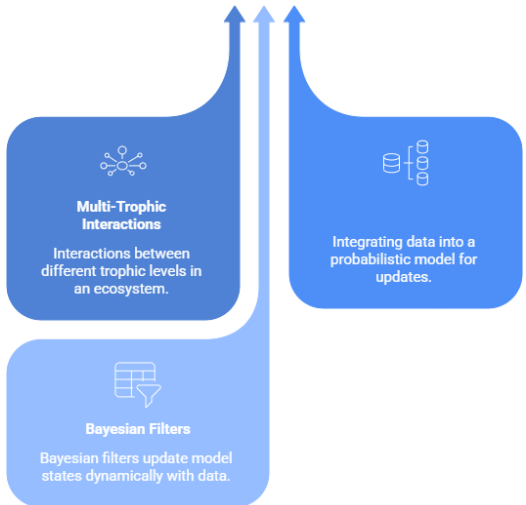 Multi-Trophic
Interactions
Interactions between
different trophic levels in
an ecosystem.
Integrating data into a
probabilistic model for
updates.
Bayesian Filters
Bayesian filters update model
states dynamically with data.